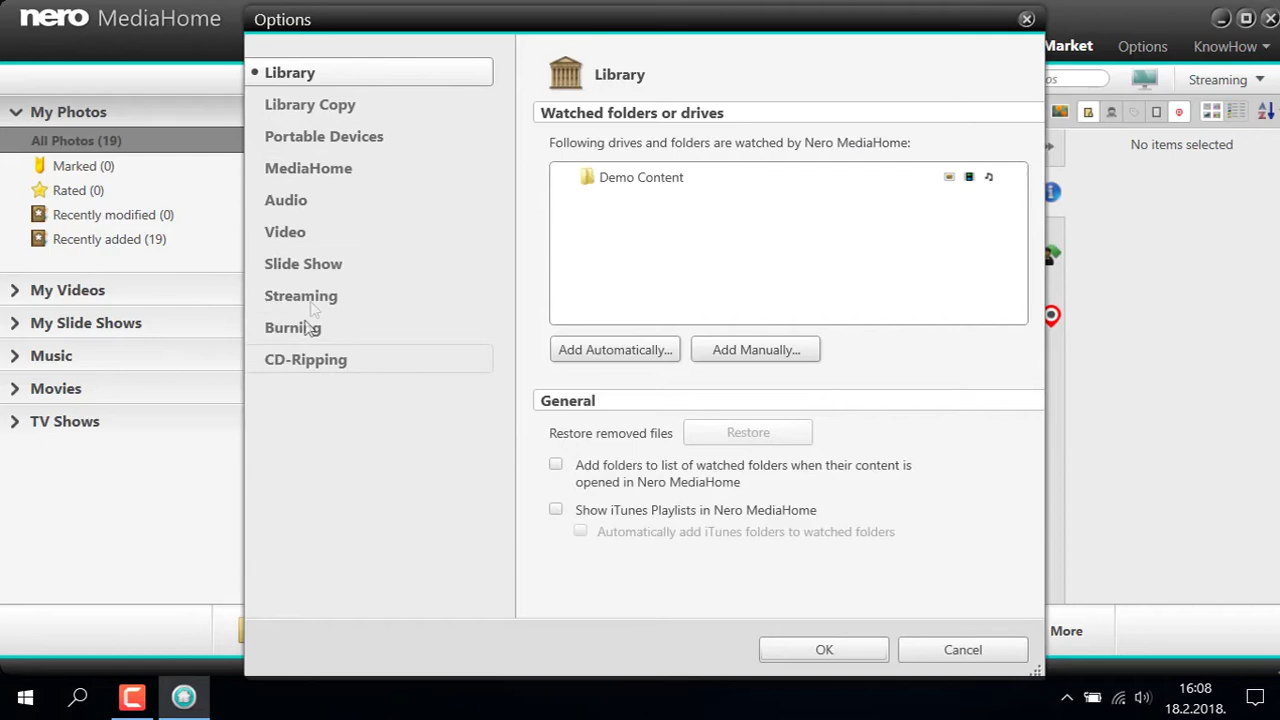 nero MediaHome
Options
Market
Options
KnowHow
Streaming
My Photos
All Photos (19)
Marked (0)
Rated (0)
Recently modified (0)
Recently added (19)
My Videos
My Slide Shows
Music
Movies
TV Shows
Library
Library Copy
Portable Devices
MediaHome
Audio
Video
Slide Show
Streaming
Burning
CD-Ripping
Library
Watched folders or drives
Following drives and folders are watched by Nero MediaHome:
Demo Content
Add Automatically...
Add Manually...
General
Restore removed files
Restore
Add folders to list of watched folders when their content is
opened in Nero MediaHome
Show iTunes Playlists in Nero MediaHome
Automatically add iTunes folders to watched folders
OK
Cancel
No items selected
More
16:08
18.2.2018.